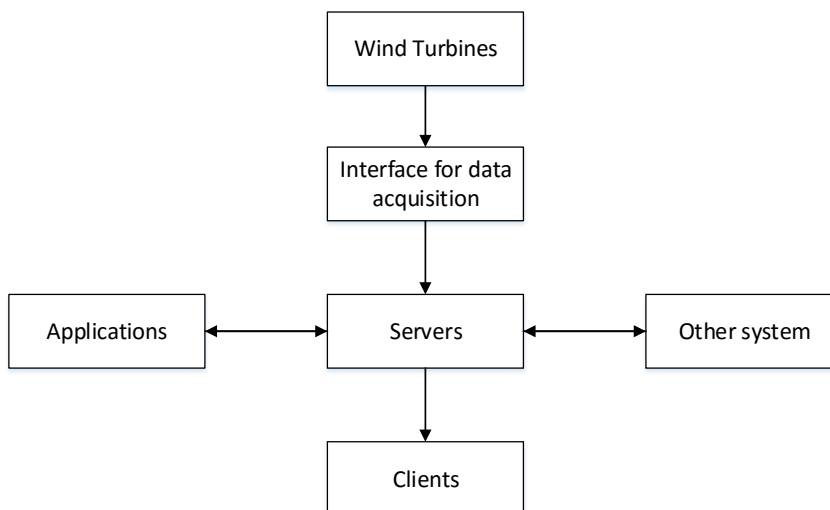 Wind Turbines
Interface for data
acquisition
Applications
Servers
Other system
Clients